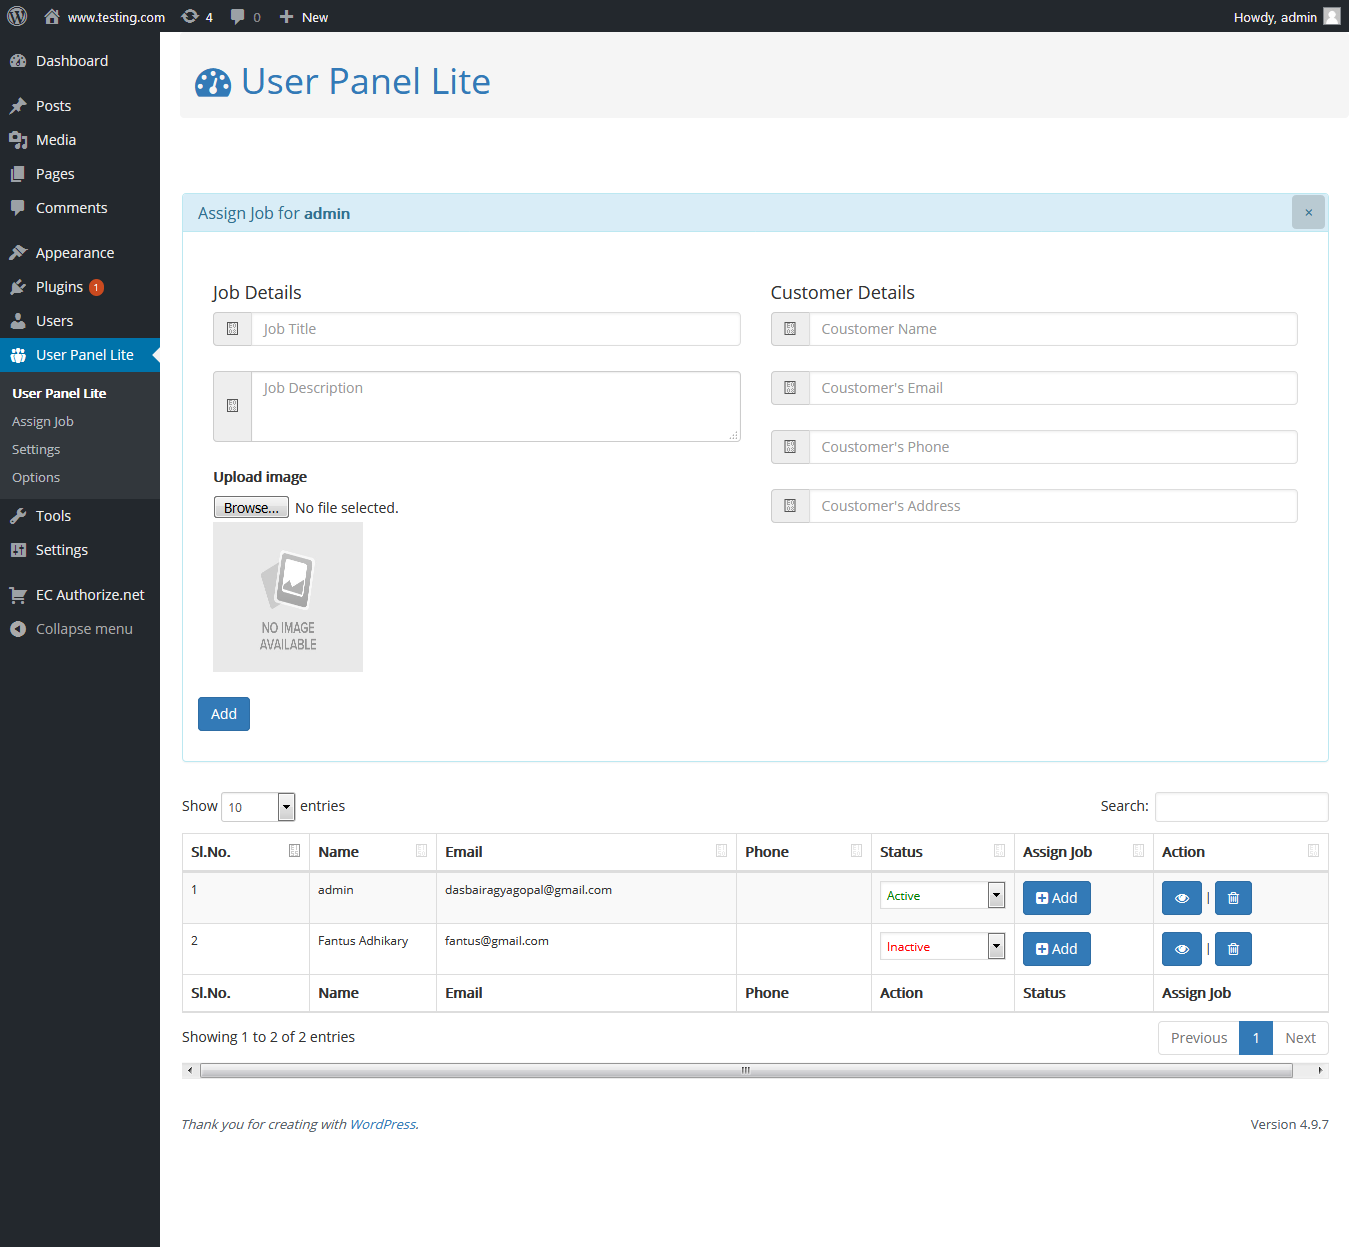 www.testing.com 4 0 New Howdy, admin
Dashboard
Posts
Media
Pages
Comments
Appearance
Plugins 1
Users
User Panel Lite
User Panel Lite
Assign Job
Settings
Options
Tools
Settings
EC Authorize.net
Collapse menu
User Panel Lite
Assign Job for admin ×
Job Details
Job Title
Job Description
Upload image
Browse... No file selected.
NO IMAGE
AVAILABLE
Customer Details
Coustomer Name
Coustomer's Email
Coustomer's Phone
Coustomer's Address
Add
Show 10 entries Search:
Sl.No. Name Email Phone Status Assign Job Action
1 admin dasbairagyagopal@gmail.com Active Add |
2 Fantus Adhikary fantus@gmail.com Inactive Add |
Sl.No. Name Email Phone Action Status Assign Job
Showing 1 to 2 of 2 entries Previous 1 Next
Thank you for creating with WordPress. Version 4.9.7